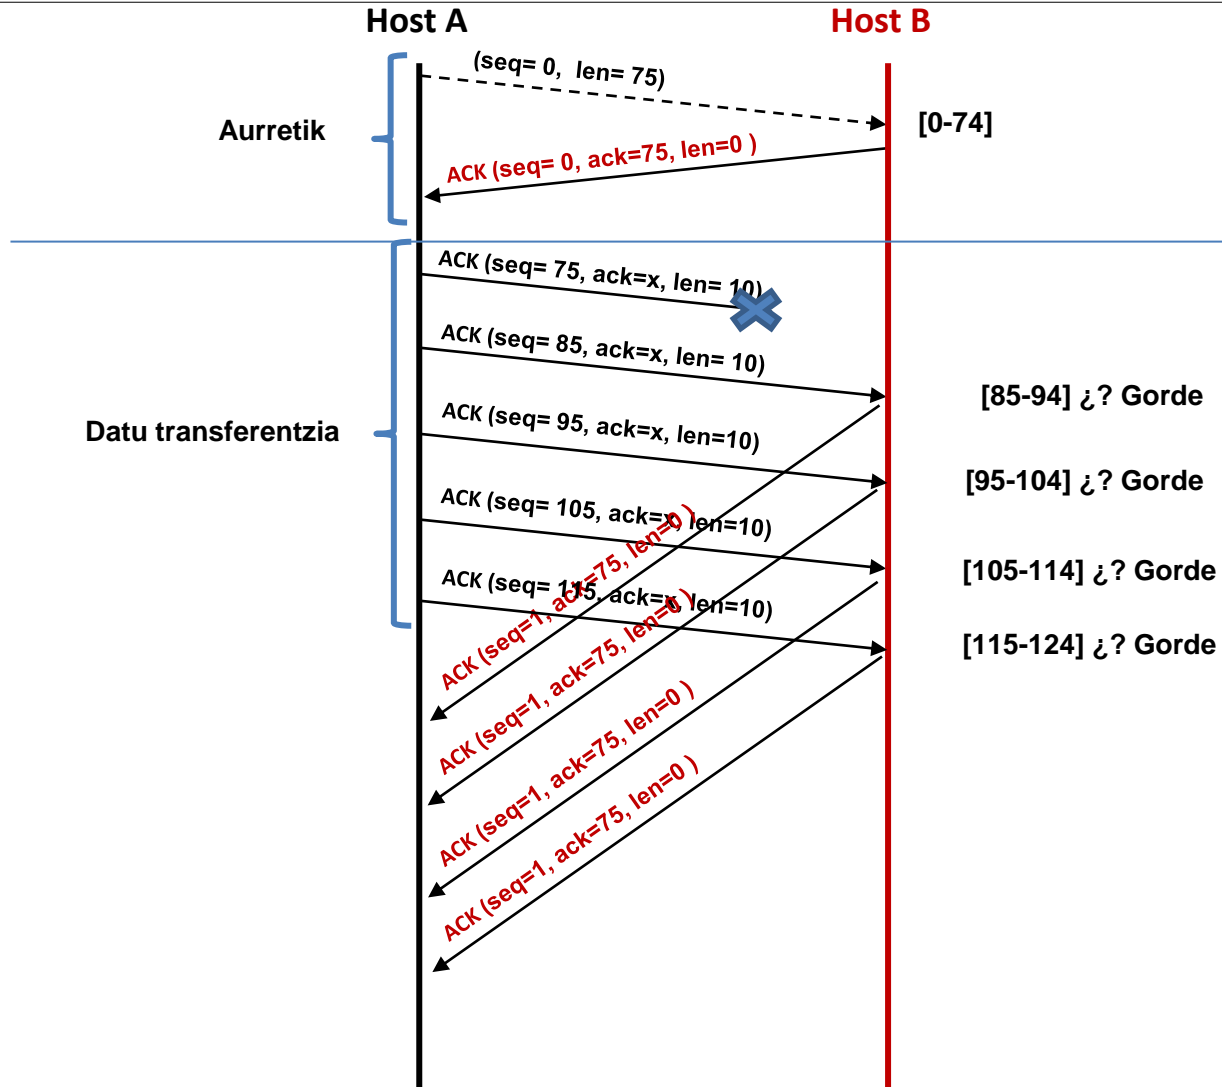 Host A
Host B
(seq= 0, len= 75)
[0-74]
Aurretik
ACK (seq= 0, ack=75, len=0 )
ACK (seq= 75, ack=x, len= 10)
ACK (seq= 85, ack=x, len= 10)
[85-94] ¿? Gorde
ACK (seq= 95, ack=x, len=10)
Datu transferentzia
[95-104] ¿? Gorde
ACK (seq= 105, ack=x, len=10)
[105-114] ¿? Gorde
ACK (seq= 115, ack=x, len=10)
[115-124] ¿? Gorde
ACK (seq=1, ack=75, len=0 )
ACK (seq=1, ack=75, len=0 )
ACK (seq=1, ack=75, len=0 )
ACK (seq=1, ack=75, len=0 )